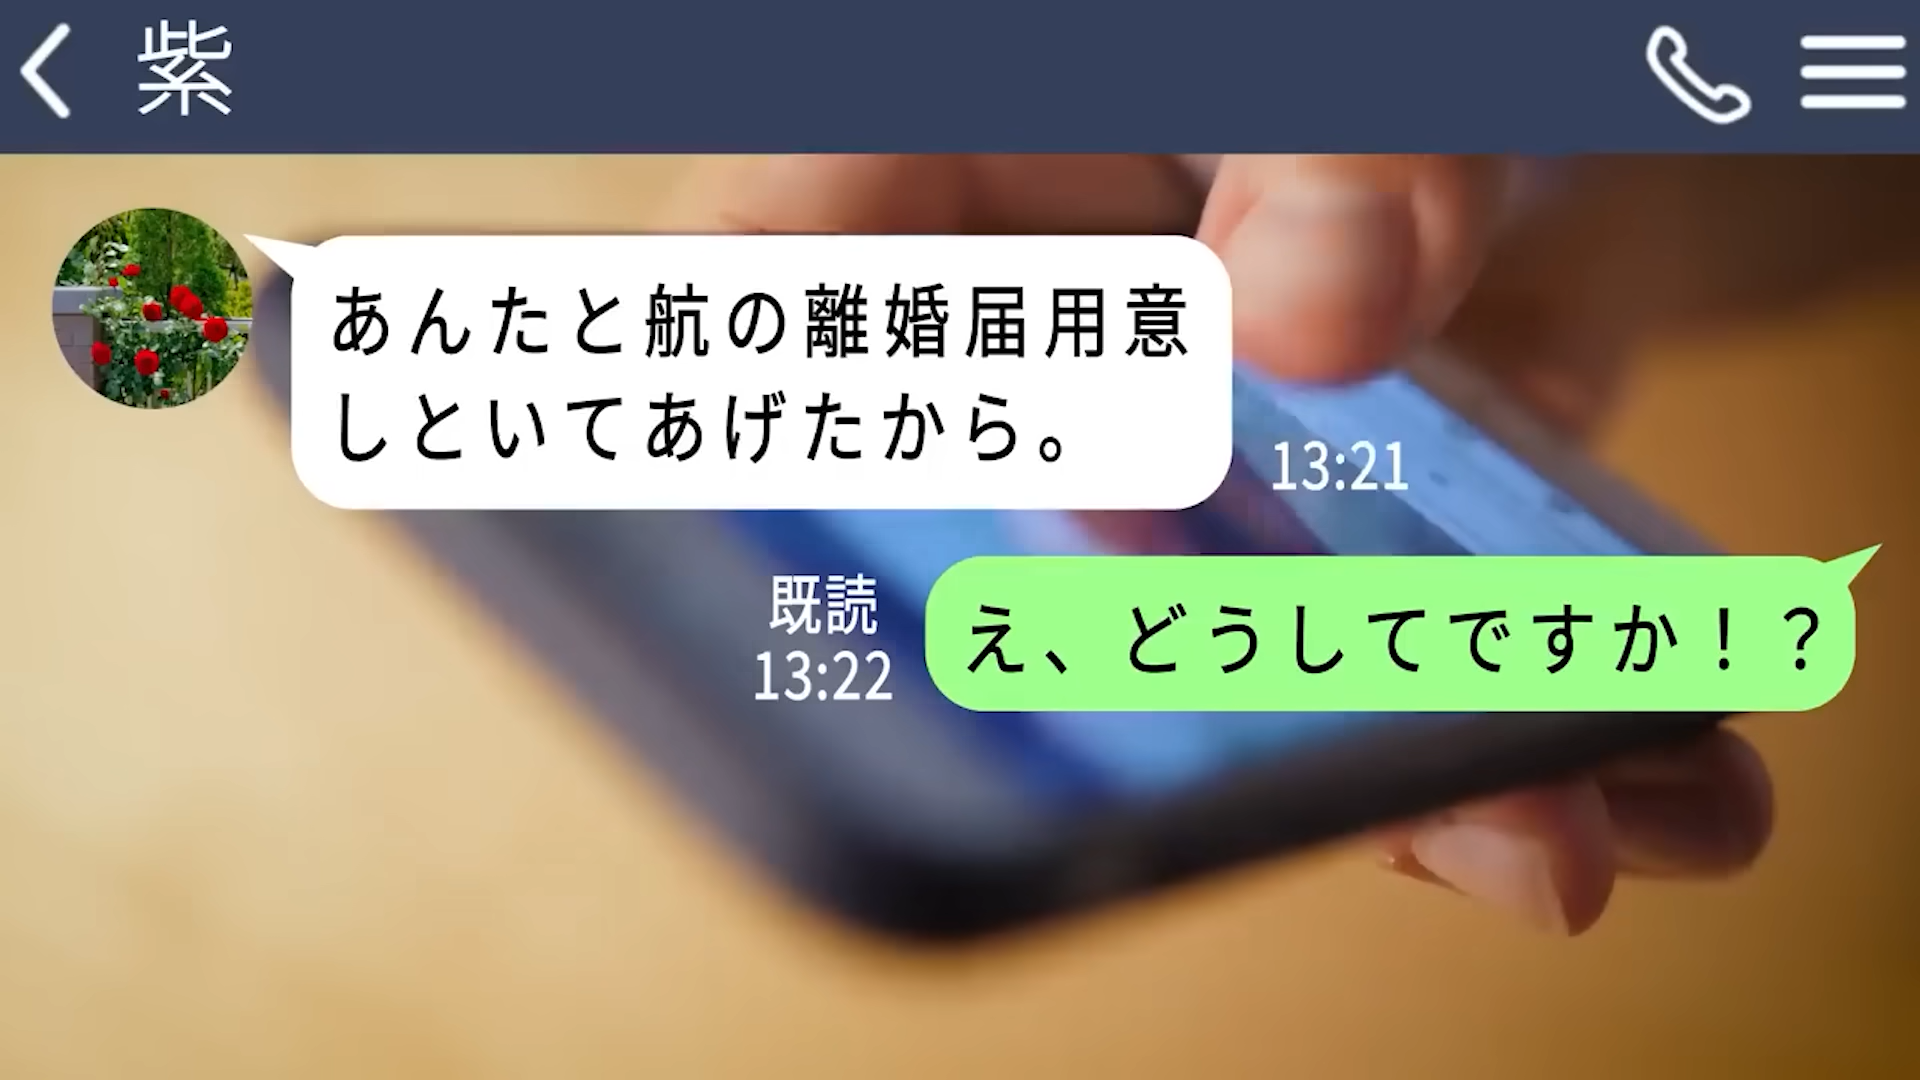 紫
あんたと航の離婚届用意
しといてあげたから。
13:21
既読
13:22
え、どうしてですか！？